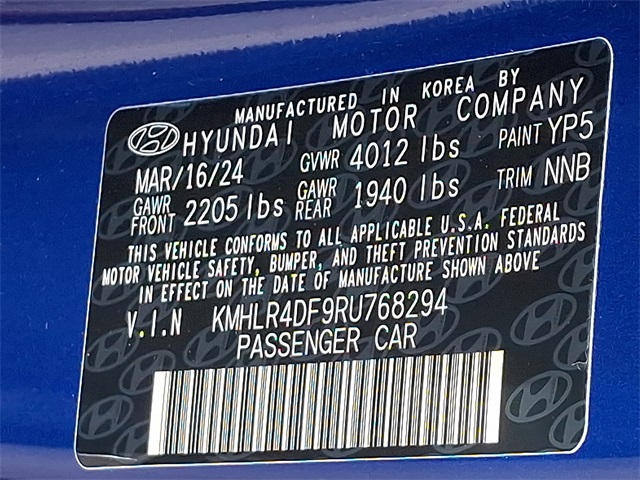 MANUFACTURED IN KOREA BY
HYUNDAI MOTOR COMPANY
MAR/16/24 GVWR 4012 lbs PAINT YP5
GAWR FRONT 2205 lbs GAWR REAR 1940 lbs TRIM NNB
THIS VEHICLE CONFORMS TO ALL APPLICABLE U.S.A. FEDERAL
MOTOR VEHICLE SAFETY, BUMPER, AND THEFT PREVENTION STANDARDS
IN EFFECT ON THE DATE OF MANUFACTURE SHOWN ABOVE
V.I.N KMHLR4DF9RU768294
PASSENGER CAR